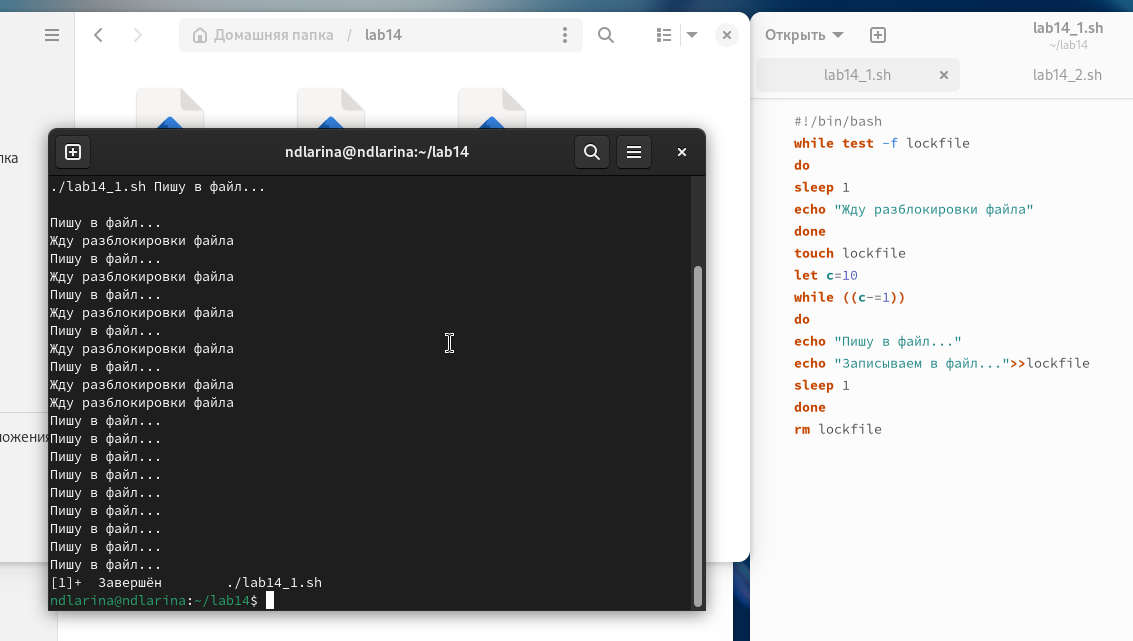 Домашняя папка / lab14
пка
ложения
ndlarina@ndlarina:~/lab14
./lab14_1.sh Пишу в файл...
Пишу в файл...
Жду разблокировки файла
Пишу в файл...
Жду разблокировки файла
Пишу в файл...
Жду разблокировки файла
Пишу в файл...
Жду разблокировки файла
Пишу в файл...
Жду разблокировки файла
Жду разблокировки файла
Пишу в файл...
Пишу в файл...
Пишу в файл...
Пишу в файл...
Пишу в файл...
Пишу в файл...
Пишу в файл...
Пишу в файл...
Пишу в файл...
[1]+  Завершён        ./lab14_1.sh
ndlarina@ndlarina:~/lab14$
Открыть
lab14_1.sh
~/lab14
lab14_1.sh
lab14_2.sh
#!/bin/bash
while test -f lockfile
do
sleep 1
echo "Жду разблокировки файла"
done
touch lockfile
let c=10
while ((c-=1))
do
echo "Пишу в файл..."
echo "Записываем в файл...">>lockfile
sleep 1
done
rm lockfile